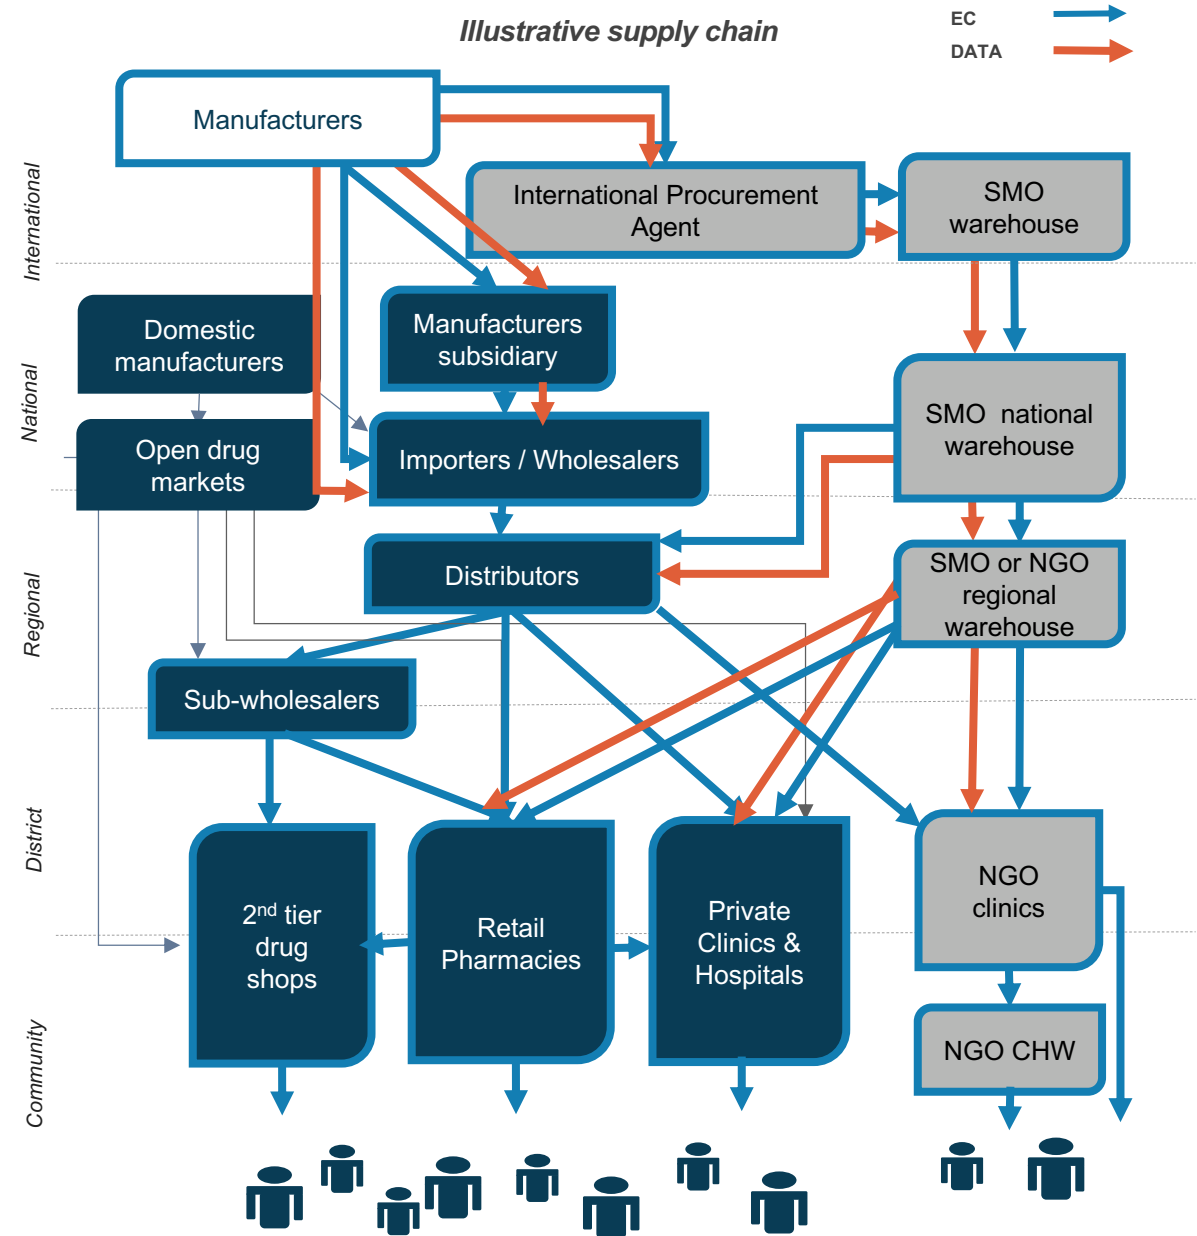 Illustrative supply chain
EC
DATA
Manufacturers
International
International Procurement
Agent
SMO
warehouse
National
Domestic
manufacturers
Manufacturers
subsidiary
Open drug
markets
Importers / Wholesalers
SMO national
warehouse
Regional
Distributors
SMO or NGO
regional
warehouse
Sub-wholesalers
District
2nd tier
drug
shops
Retail
Pharmacies
Private
Clinics &
Hospitals
NGO
clinics
Community
NGO CHW